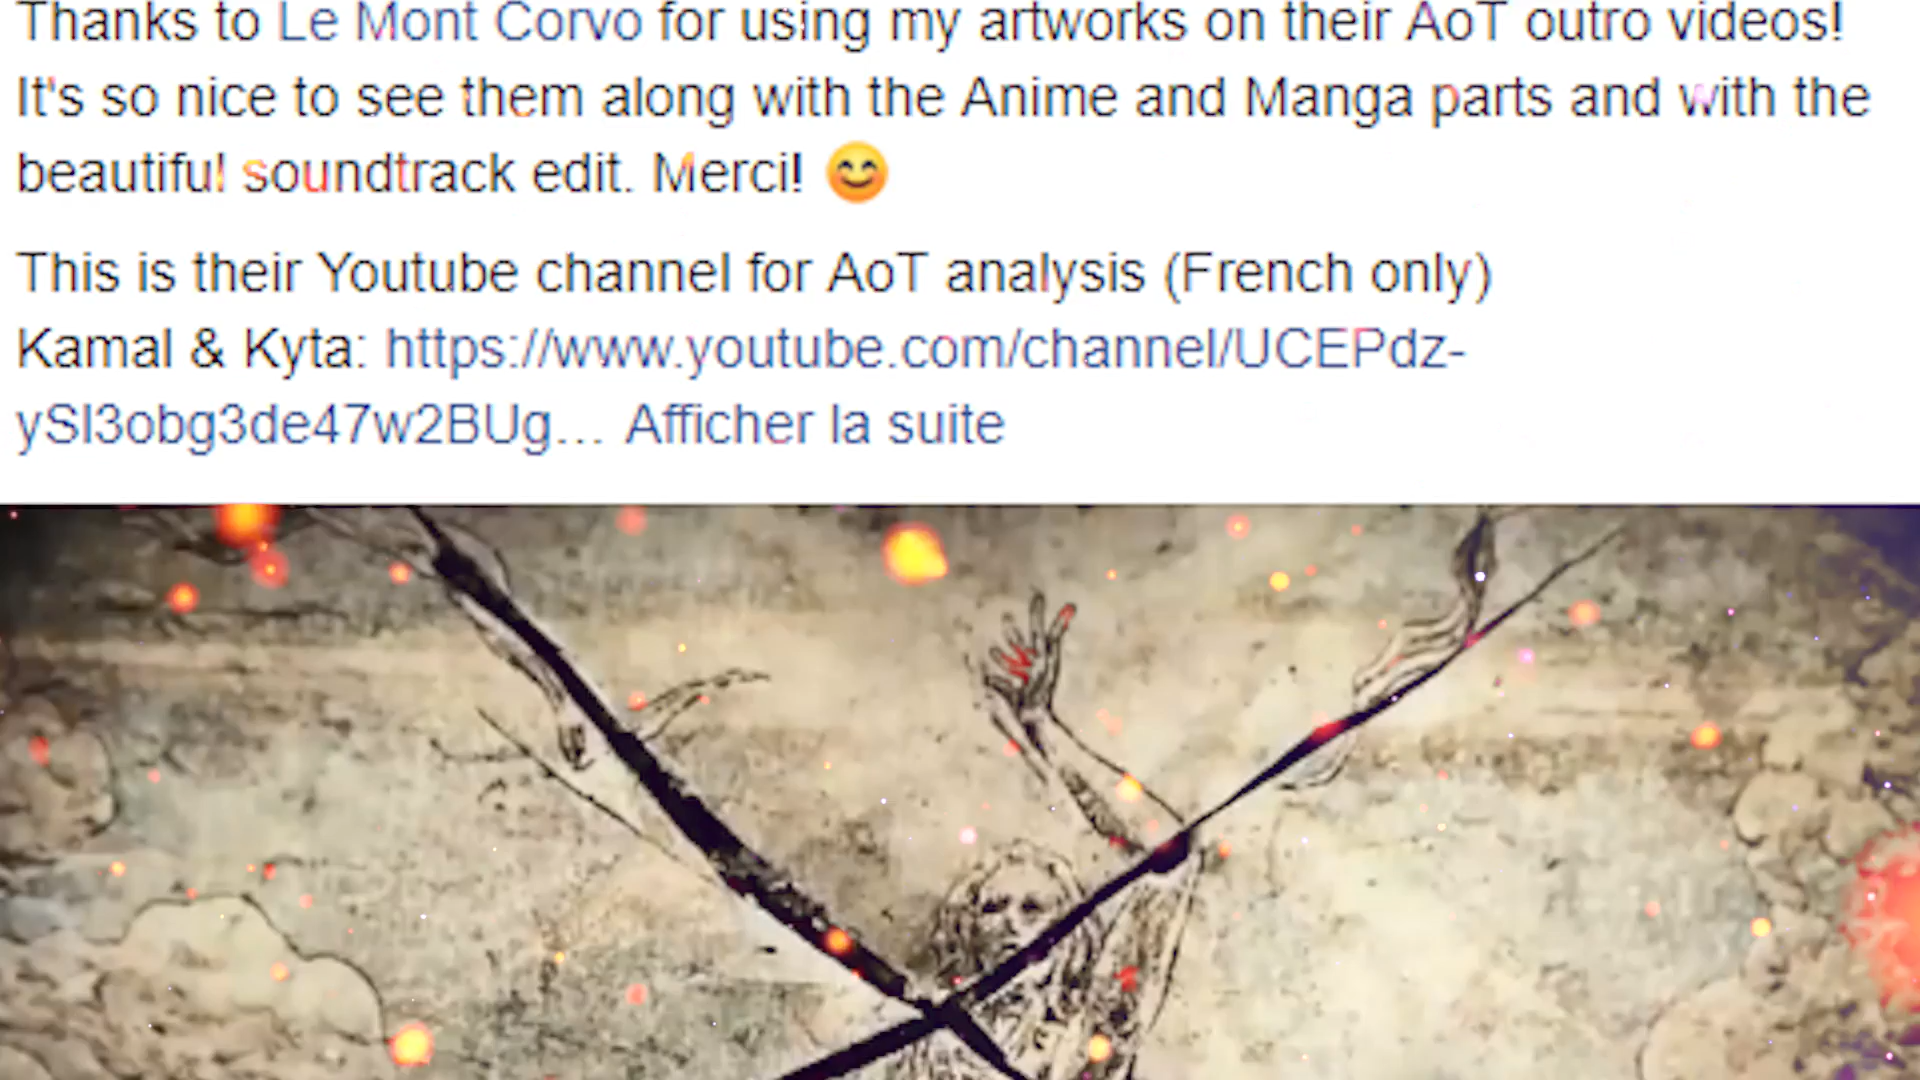 Thanks to Le Mont Corvo for using my artworks on their AoT outro videos!
It's so nice to see them along with the Anime and Manga parts and with the
beautiful soundtrack edit. Merci! 😊
This is their Youtube channel for AoT analysis (French only)
Kamal & Kyta: https://www.youtube.com/channel/UCEPdz-
ySl3obg3de47w2BUg... Afficher la suite